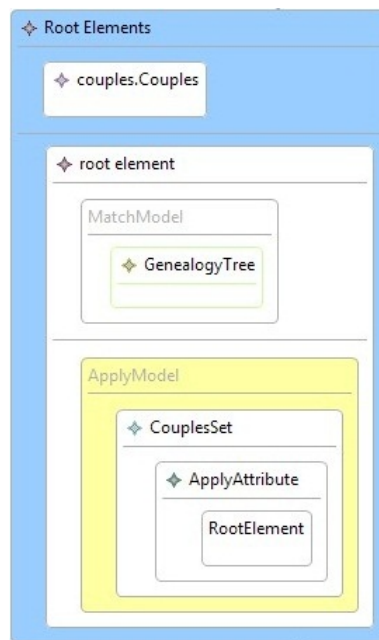 Root Elements
couples.Couples
root element
MatchModel
GenealogyTree
ApplyModel
CouplesSet
ApplyAttribute
RootElement